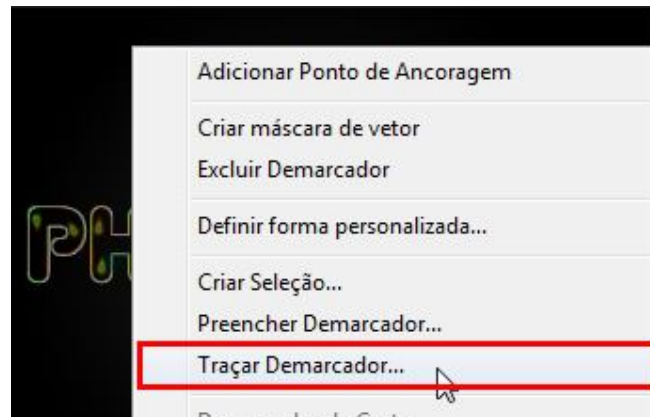 Adicionar Ponto de Ancoragem
Criar máscara de vetor
Excluir Demarcador
Definir forma personalizada...
PH
Criar Seleção...
Preencher Demarcador...
Traçar Demarcador...